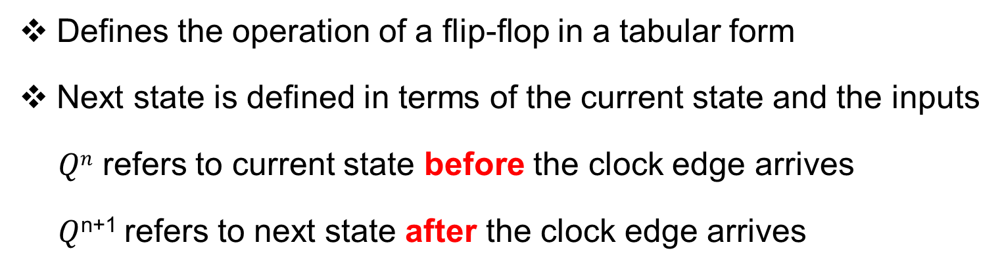 ❖ Defines the operation of a flip-flop in a tabular form
❖ Next state is defined in terms of the current state and the inputs
Qⁿ refers to current state before the clock edge arrives
Qⁿ⁺¹ refers to next state after the clock edge arrives